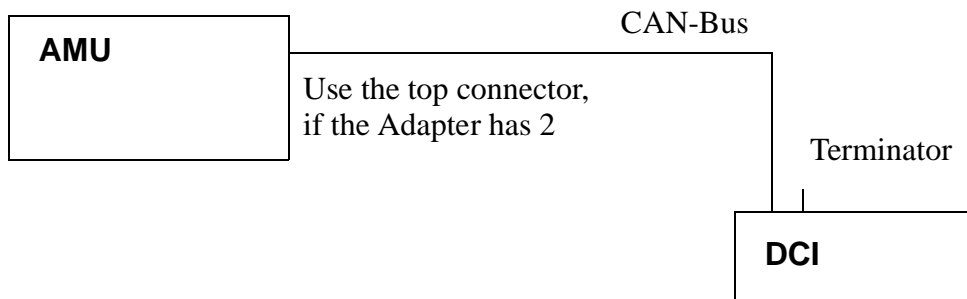 CAN-Bus
AMU
Use the top connector,
if the Adapter has 2
Terminator
DCI